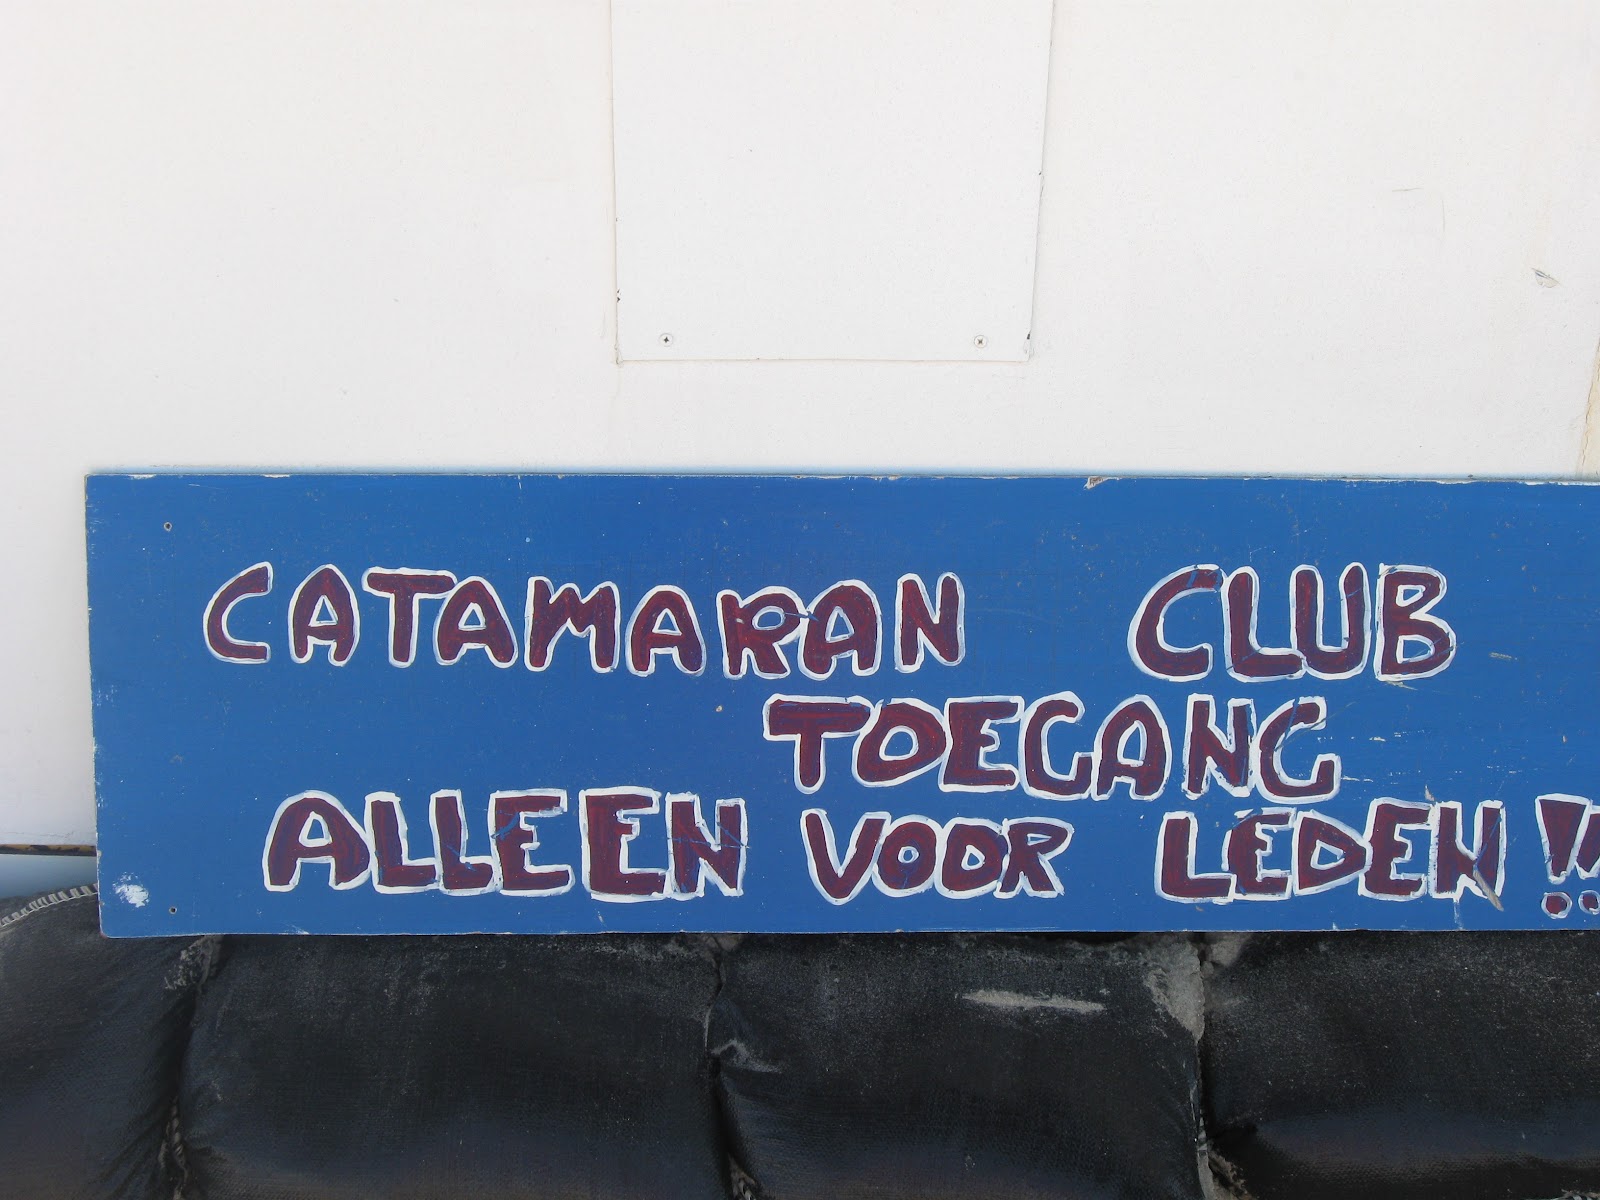 CATAMARAN CLUB
TOEGANG
ALLEEN VOOR LEDEN !!